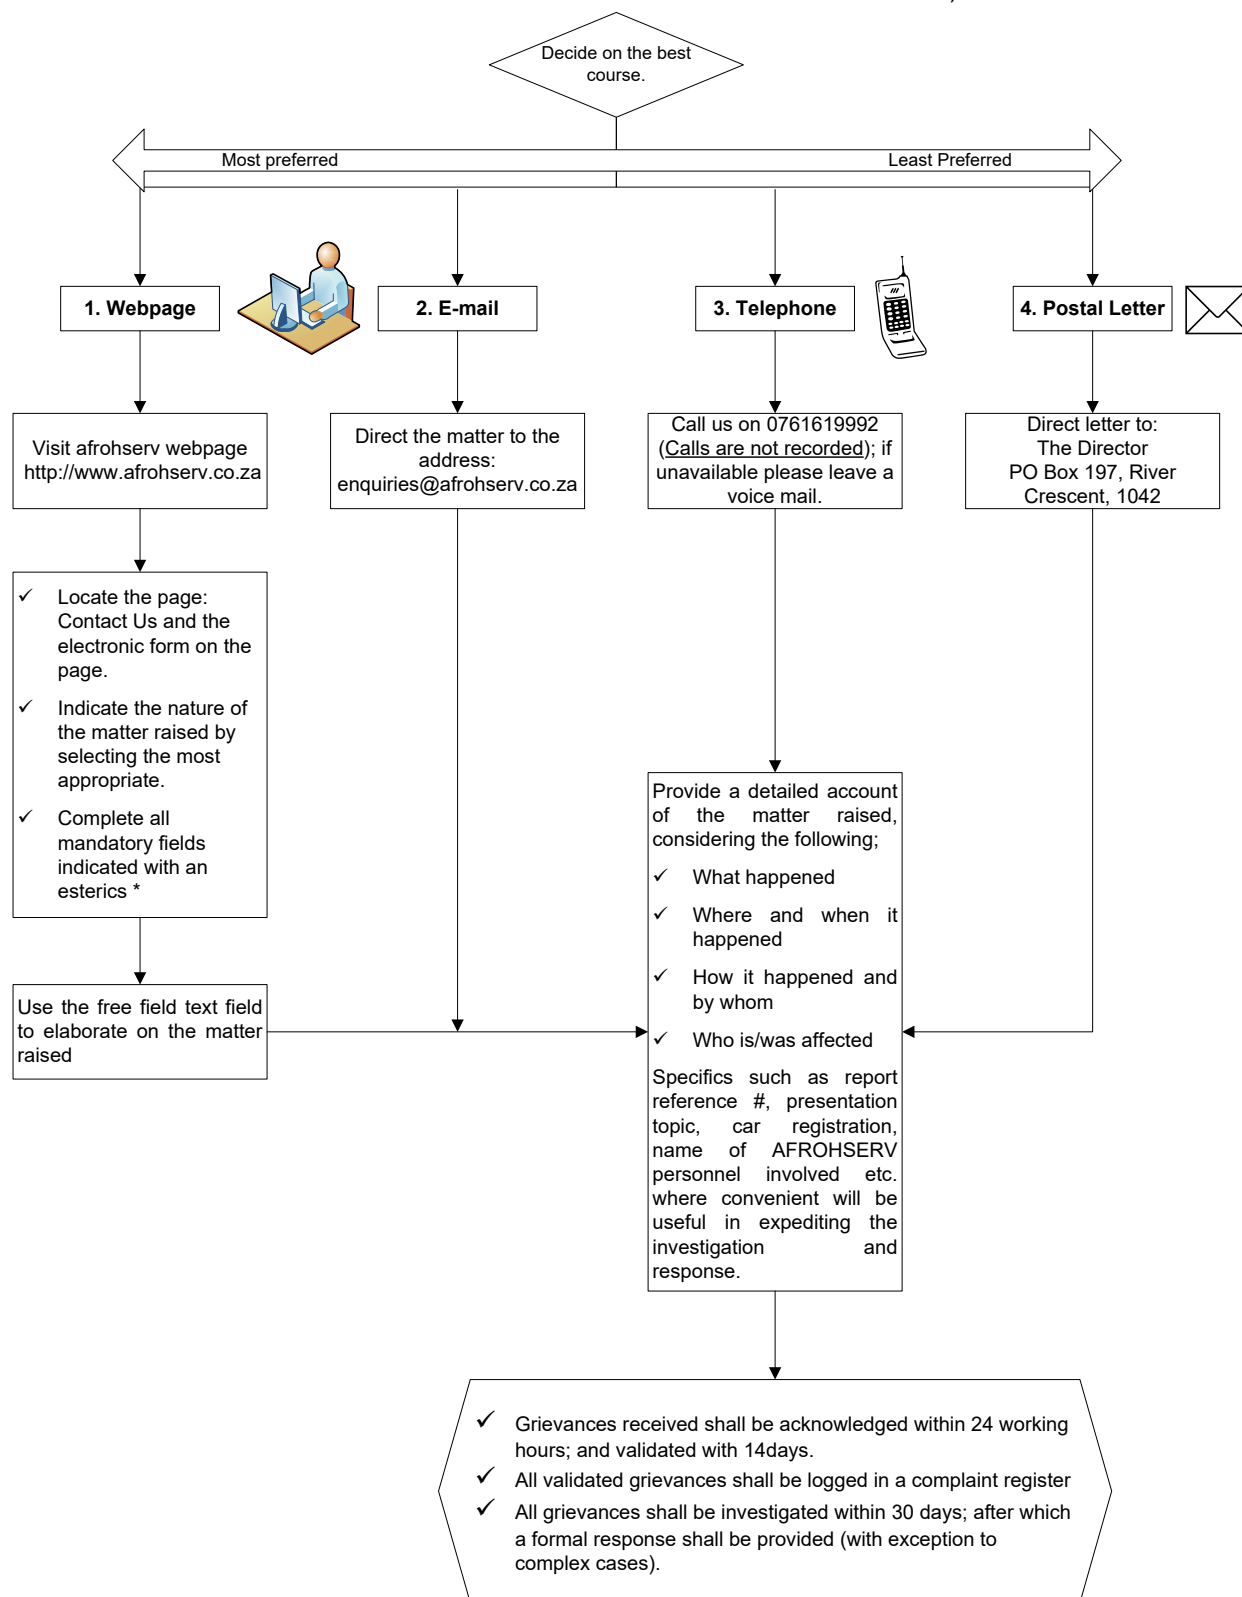 Decide on the best
course.
Most preferred
Least Preferred
1. Webpage
2. E-mail
3. Telephone
4. Postal Letter
Visit afrohserv webpage
http://www.afrohserv.co.za
Direct the matter to the
address:
enquiries@afrohserv.co.za
Call us on 0761619992
(Calls are not recorded); if
unavailable please leave a
voice mail.
Direct letter to:
The Director
PO Box 197, River
Crescent, 1042
✓ Locate the page:
Contact Us and the
electronic form on the
page.
✓ Indicate the nature of
the matter raised by
selecting the most
appropriate.
✓ Complete all
mandatory fields
indicated with an
esterics *
Use the free field text field
to elaborate on the matter
raised
Provide a detailed account
of the matter raised,
considering the following;
✓ What happened
✓ Where and when it
happened
✓ How it happened and
by whom
✓ Who is/was affected
Specifics such as report
reference #, presentation
topic, car registration,
name of AFROHSERV
personnel involved etc.
where convenient will be
useful in expediting the
investigation and
response.
✓ Grievances received shall be acknowledged within 24 working
hours; and validated with 14days.
✓ All validated grievances shall be logged in a complaint register
✓ All grievances shall be investigated within 30 days; after which
a formal response shall be provided (with exception to
complex cases).